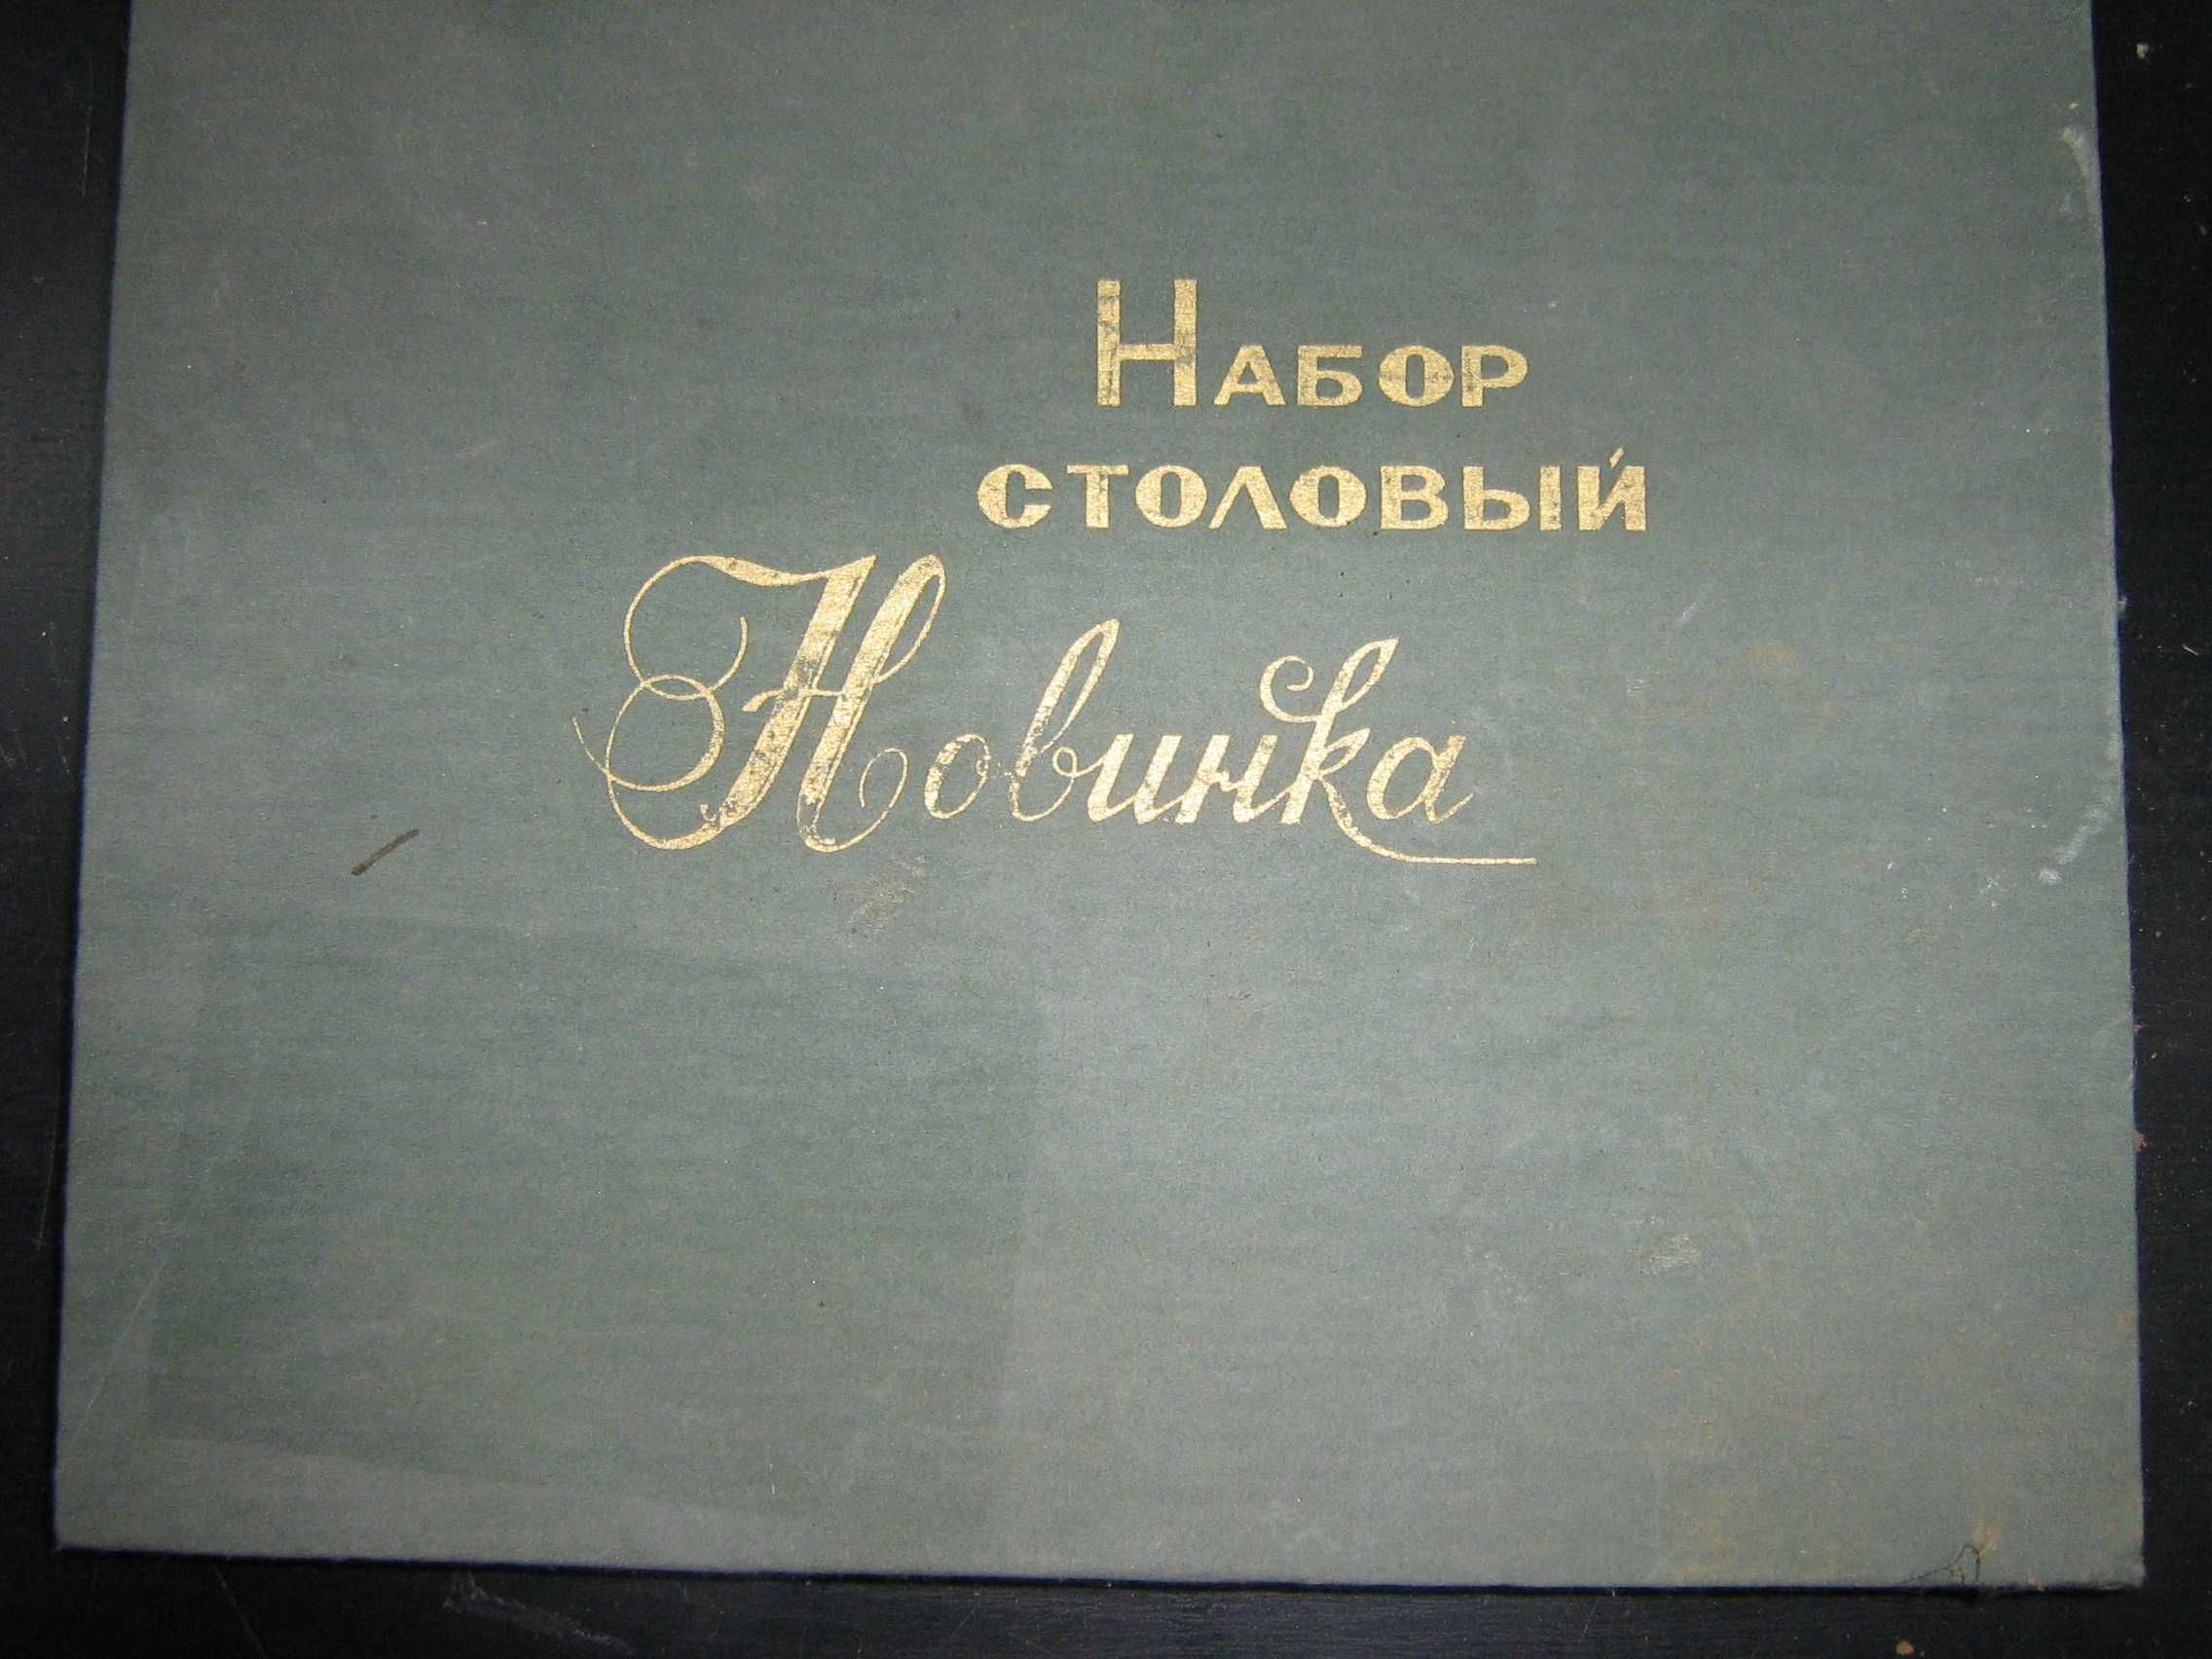 Набор
столовый
Новинка